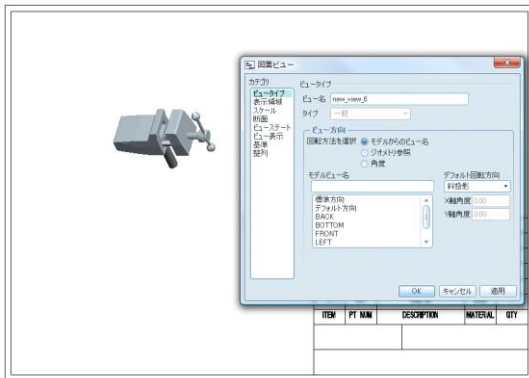 図面ビュー
カテゴリ
ビュータイプ
表示領域
スケール
断面
ビューステート
ビュー表示
基準
整列
ビュータイプ
ビュー名 new_view_6
タイプ 一般
ビュー方向
回転方法を選択 モデルからのビュー名
ジオメトリ参照
角度
モデルビュー名
デフォルト回転方向
斜投影
標準方向
デフォルト方向
BACK
BOTTOM
FRONT
LEFT
X軸角度 0.00
Y軸角度 0.00
OK キャンセル 適用
ITEM PT NUM DESCRIPTION MATERIAL QTY